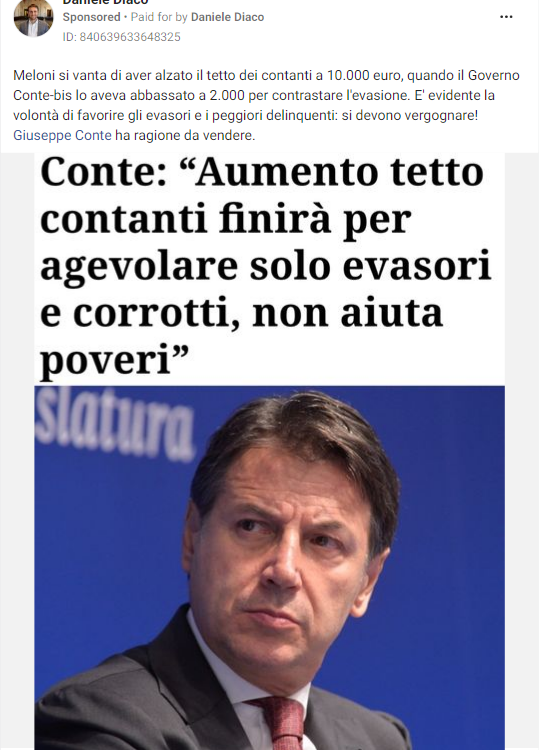 Daniele Diaco
Sponsored • Paid for by Daniele Diaco
ID: 840639633648325
Meloni si vanta di aver alzato il tetto dei contanti a 10.000 euro, quando il Governo
Conte-bis lo aveva abbassato a 2.000 per contrastare l'evasione. E' evidente la
volontà di favorire gli evasori e i peggiori delinquenti: si devono vergognare!
Giuseppe Conte ha ragione da vendere.
Conte: “Aumento tetto
contanti finirà per
agevolare solo evasori
e corrotti, non aiuta
poveri”
slatura